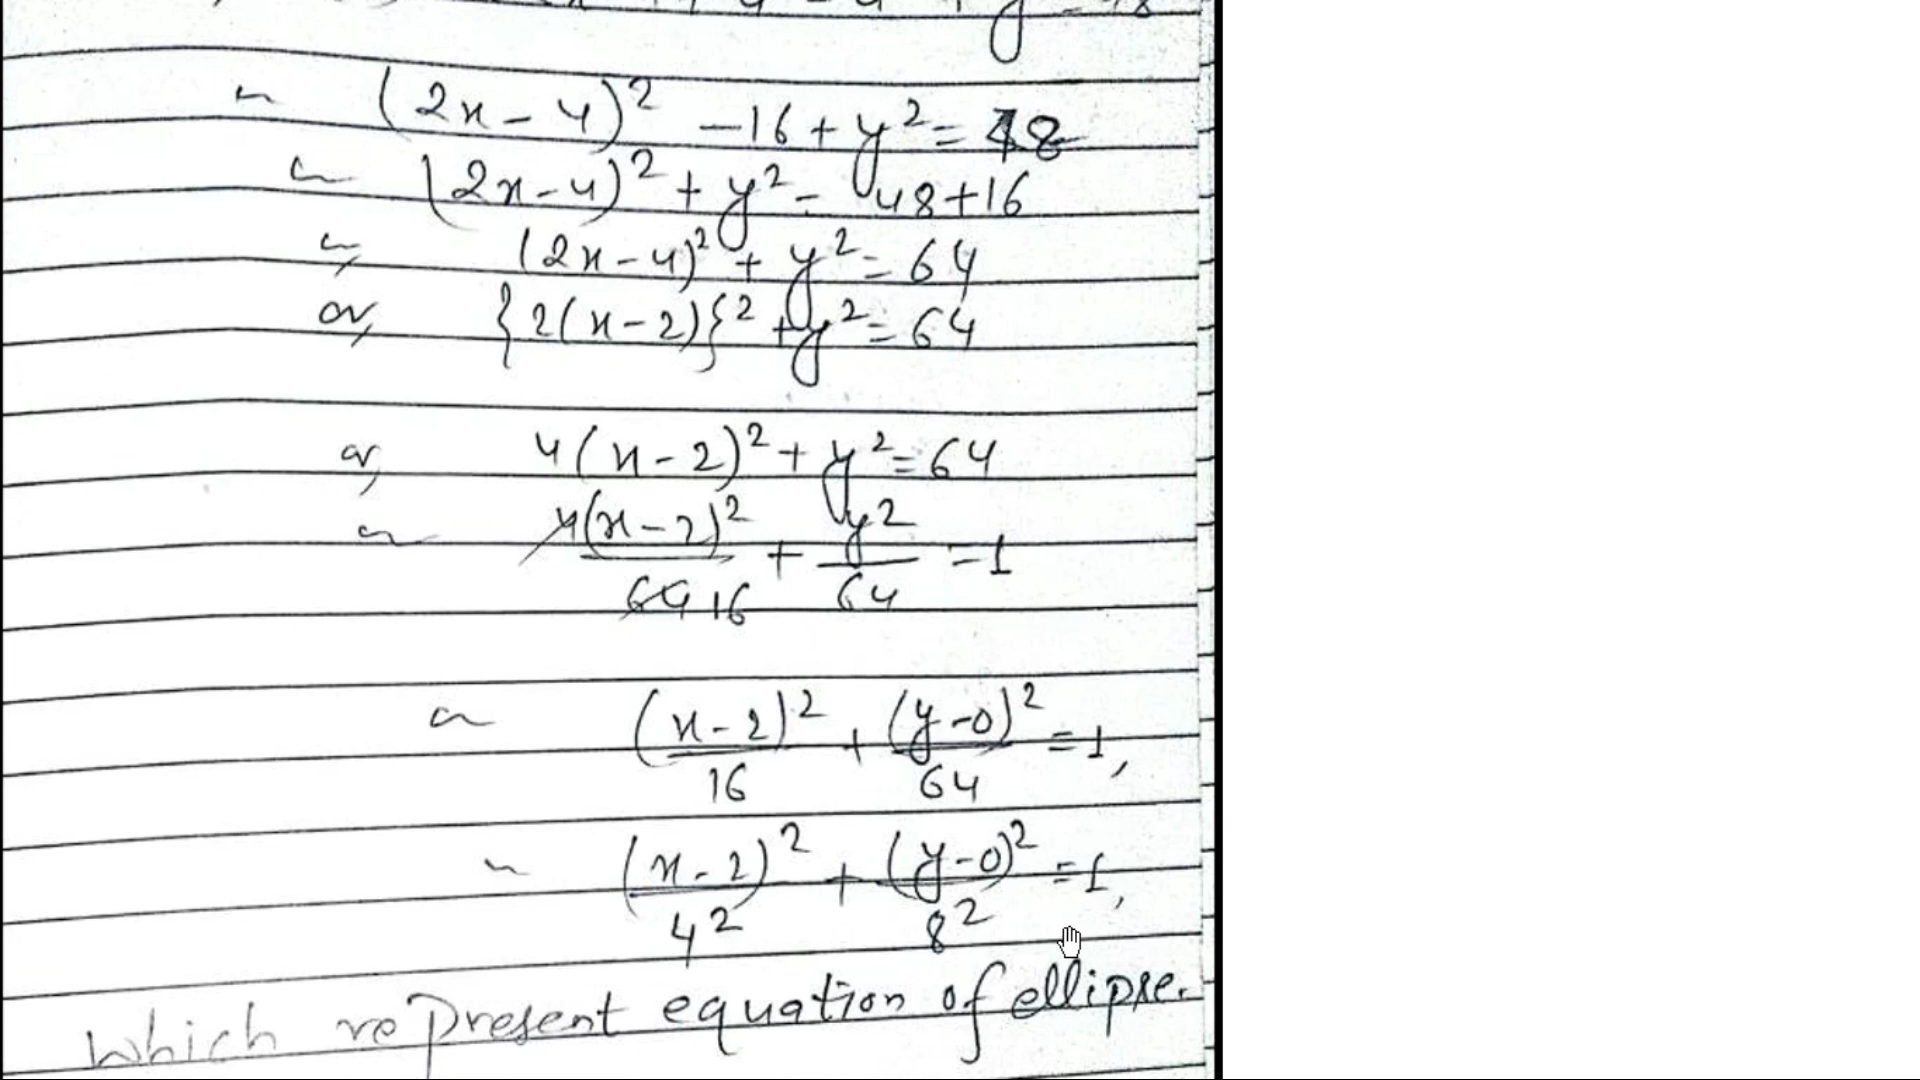 (2x-4)² -16+y² = 48
(2x-4)² + y² = 48+16
(2x-4)² + y² = 64
or, {2(x-2)}² + y² = 64
or, 4(x-2)² + y² = 64
4(x-2)²/64 16 + y²/64 = 1
(x-2)²/16 + (y-0)²/64 = 1,
(x-2)²/4² + (y-0)²/8² = 1,
Which represent equation of ellipse.